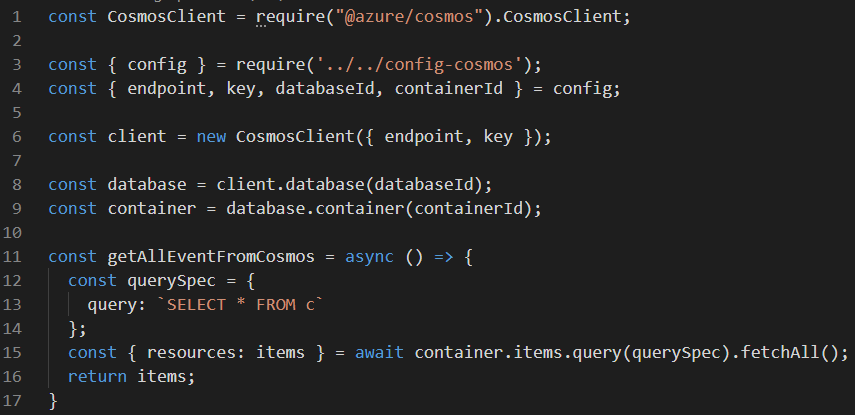 1 const CosmosClient = require("@azure/cosmos").CosmosClient;
2
3 const { config } = require('../../config-cosmos');
4 const { endpoint, key, databaseId, containerId } = config;
5
6 const client = new CosmosClient({ endpoint, key });
7
8 const database = client.database(databaseId);
9 const container = database.container(containerId);
10
11 const getAllEventFromCosmos = async () => {
12   const querySpec = {
13     query: `SELECT * FROM c`
14   };
15   const { resources: items } = await container.items.query(querySpec).fetchAll();
16   return items;
17 }